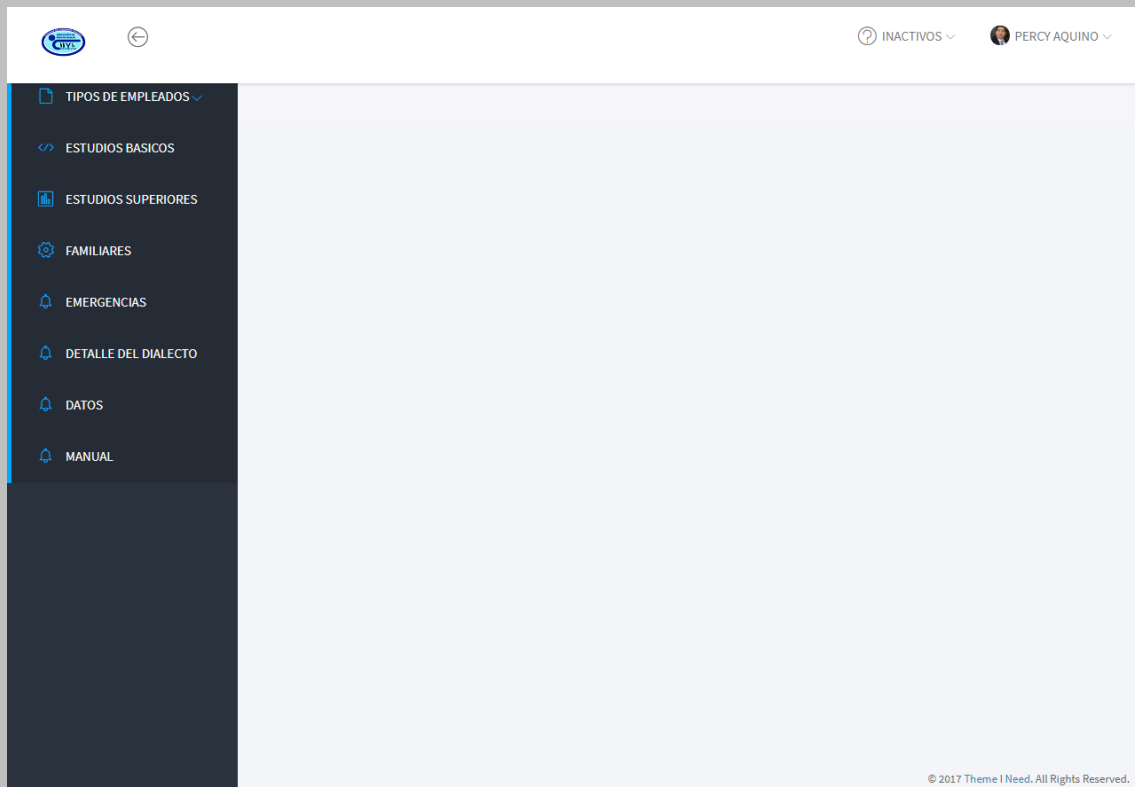 INACTIVOS
PERCY AQUINO
TIPOS DE EMPLEADOS
ESTUDIOS BASICOS
ESTUDIOS SUPERIORES
FAMILIARES
EMERGENCIAS
DETALLE DEL DIALECTO
DATOS
MANUAL
© 2017 Theme I Need. All Rights Reserved.